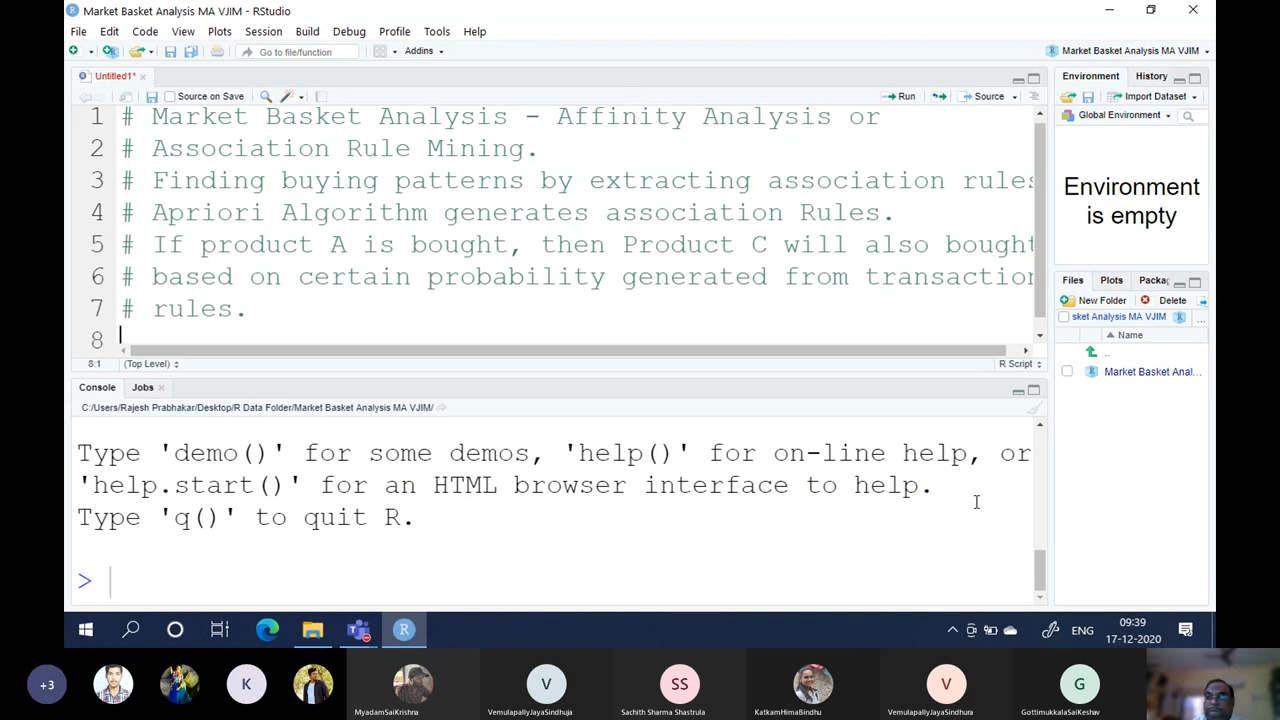 Market Basket Analysis MA VJIM - RStudio
File Edit Code View Plots Session Build Debug Profile Tools Help
Go to file/function Addins Market Basket Analysis MA VJIM
Untitled1*
Source on Save Run Source
1 # Market Basket Analysis - Affinity Analysis or
2 # Association Rule Mining.
3 # Finding buying patterns by extracting association rules
4 # Apriori Algorithm generates association Rules.
5 # If product A is bought, then Product C will also bought
6 # based on certain probability generated from transaction
7 # rules.
8
8:1 (Top Level) R Script
Console Jobs
C:/Users/Rajesh Prabhakar/Desktop/R Data Folder/Market Basket Analysis MA VJIM/
Type 'demo()' for some demos, 'help()' for on-line help, or
'help.start()' for an HTML browser interface to help.
Type 'q()' to quit R.
>
Environment History
Import Dataset
Global Environment
Environment
is empty
Files Plots Packa
New Folder Delete
sket Analysis MA VJIM ...
Name
..
Market Basket Anal...
ENG
09:39
17-12-2020
+3 K V SS V G
MyadamSaiKrishna VemulapallyJayaSindhuja Sachith Sharma Shastrula KatkamHimaBindhu VemulapallyJayaSindhura GottimukkalaSaiKeshav